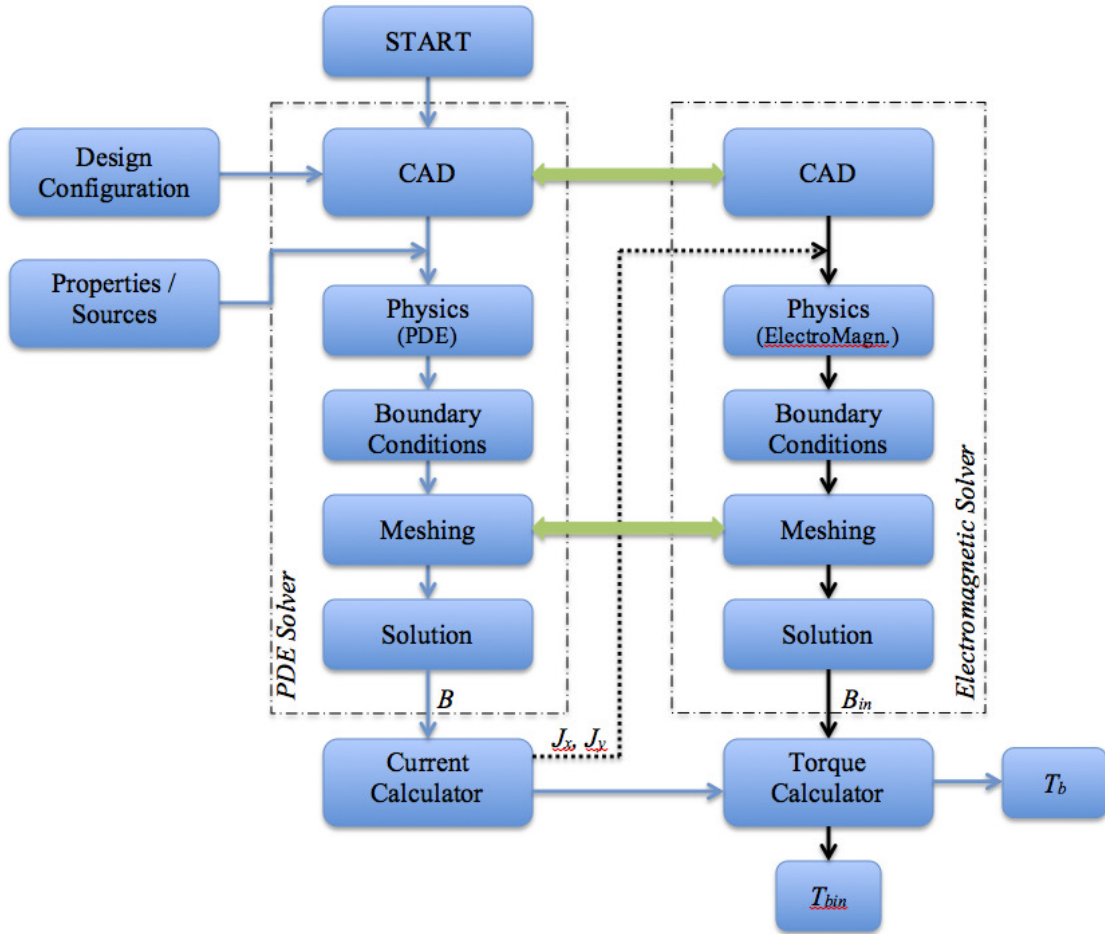 START
Design
Configuration
CAD
CAD
Properties /
Sources
Physics
(PDE)
Physics
(ElectroMagn.)
Boundary
Conditions
Boundary
Conditions
Meshing
Meshing
Solution
Solution
PDE Solver
Electromagnetic Solver
B
Bin
Jx, Jy
Current
Calculator
Torque
Calculator
Tb
Tbin